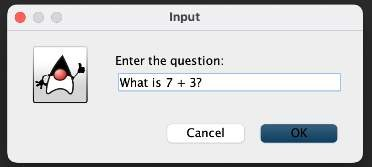 Input
Enter the question:
What is 7 + 3?
Cancel
OK